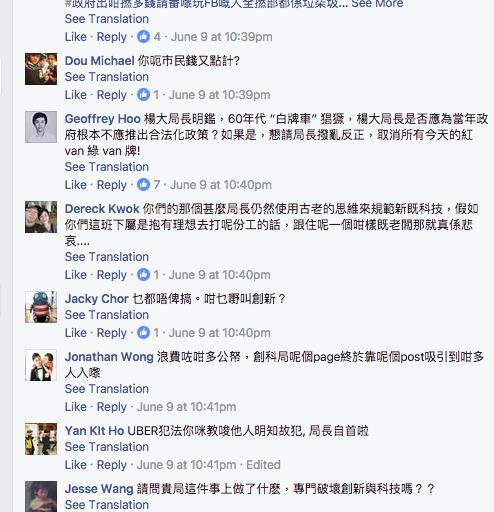 #政府出咁撚多錢請番嚟玩FB嘅人全撚部都係垃圾圾... See More
See Translation
Like · Reply · 4 · June 9 at 10:39pm
Dou Michael 你呃市民錢又點計?
See Translation
Like · Reply · 1 · June 9 at 10:39pm
Geoffrey Hoo 楊大局長明鑑，60年代 “白牌車" 猖獗，楊大局長是否應為當年政
府根本不應推出合法化政策？如果是，懇請局長撥亂反正，取消所有今天的紅
van 綠 van 牌!
See Translation
Like · Reply · 7 · June 9 at 10:40pm
Dereck Kwok 你們的那個甚麼局長仍然使用古老的思維來規範新既科技，假如
你們這班下屬是抱有理想去打呢份工的話，跟住呢一個咁樣既老闆那就真係悲
哀....
See Translation
Like · Reply · 1 · June 9 at 10:40pm
Jacky Chor 乜都唔俾搞。咁乜嘢叫創新？
See Translation
Like · Reply · 1 · June 9 at 10:40pm
Jonathan Wong 浪費咗咁多公帑，創科局呢個page終於靠呢個post吸引到咁多
人入嚟
See Translation
Like · Reply · June 9 at 10:41pm
Yan KIt Ho UBER犯法你咪教唆他人明知故犯, 局長自首啦
See Translation
Like · Reply · June 9 at 10:41pm · Edited
Jesse Wang 請問貴局這件事上做了什麽，專門破壞創新與科技嗎？？
See Translation